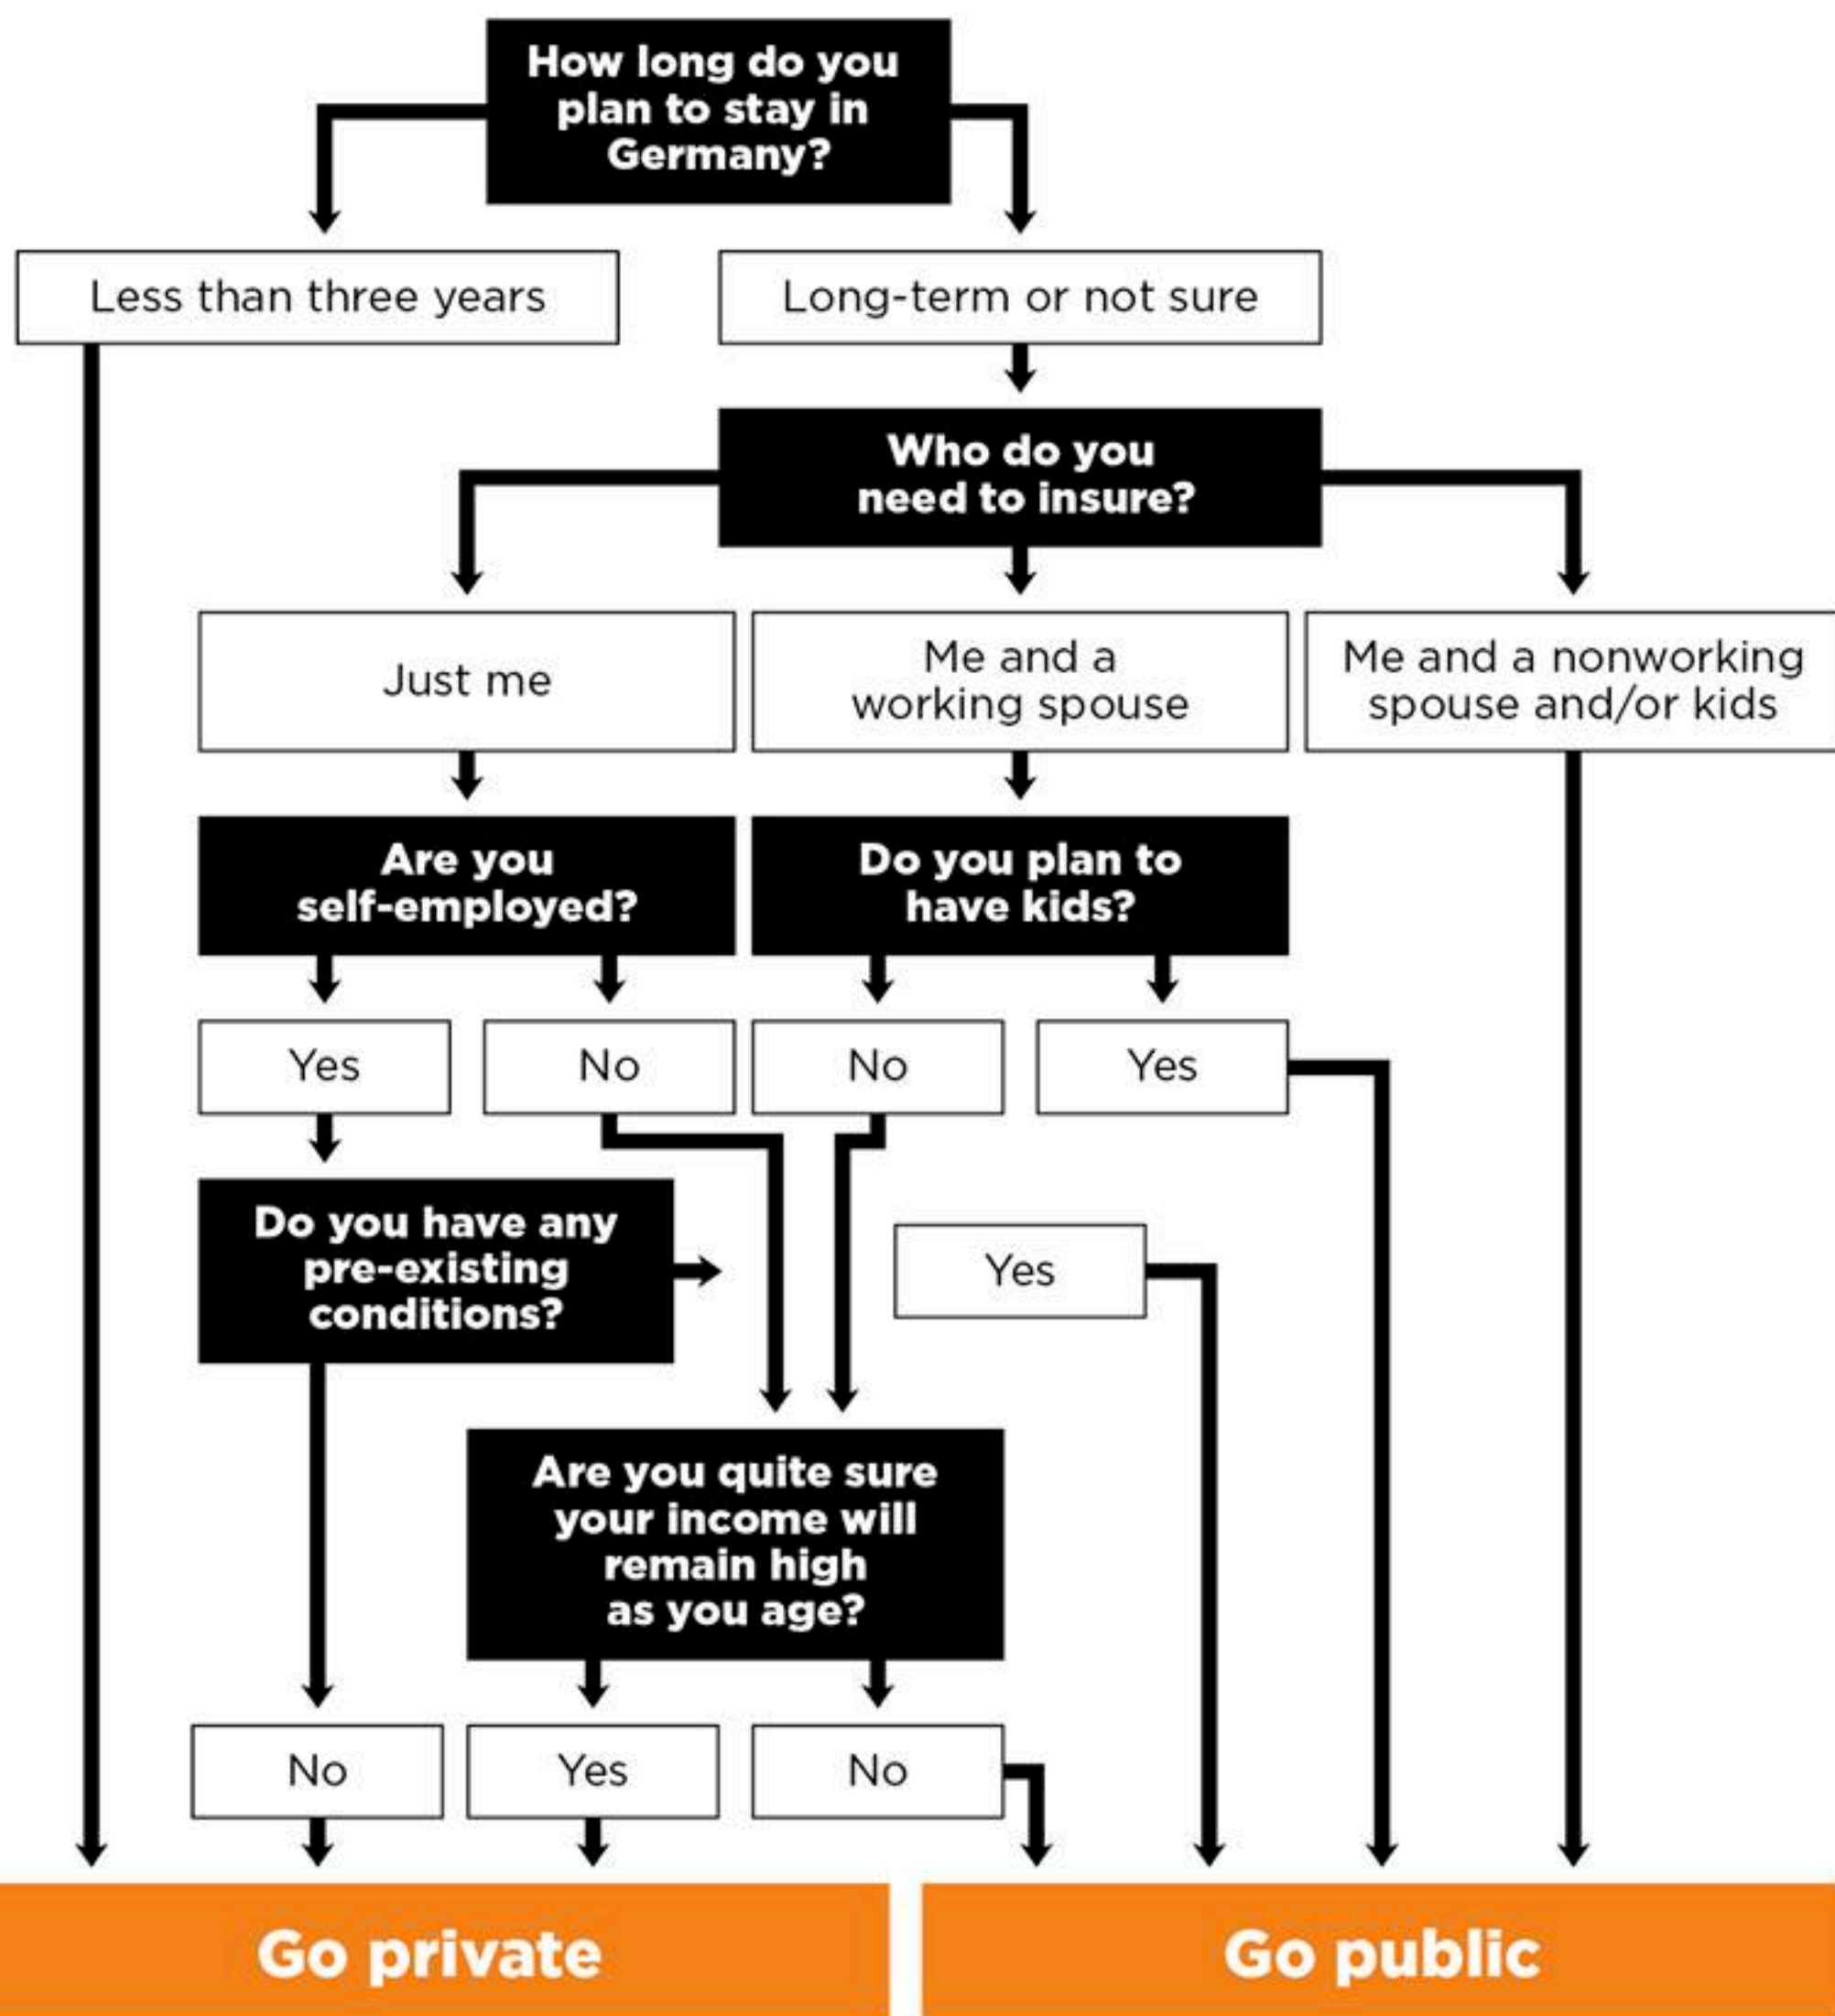 How long do you
plan to stay in
Germany?
Less than three years
Long-term or not sure
Who do you
need to insure?
Just me
Me and a
working spouse
Me and a nonworking
spouse and/or kids
Are you
self-employed?
Do you plan to
have kids?
Yes
No
No
Yes
Do you have any
pre-existing
conditions?
Yes
Are you quite sure
your income will
remain high
as you age?
No
Yes
No
Go private
Go public